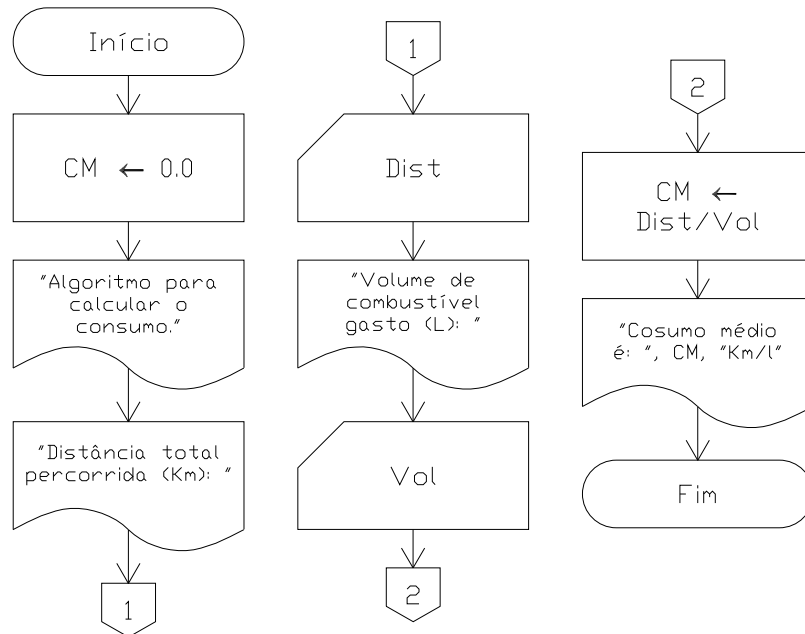 Início
CM ← 0.0
"Algoritmo para
calcular o
consumo."
"Distância total
percorrida (Km): "
1
1
Dist
"Volume de
combustível
gasto (L): "
Vol
2
2
CM ←
Dist/Vol
"Cosumo médio
é: ", CM, "Km/l"
Fim